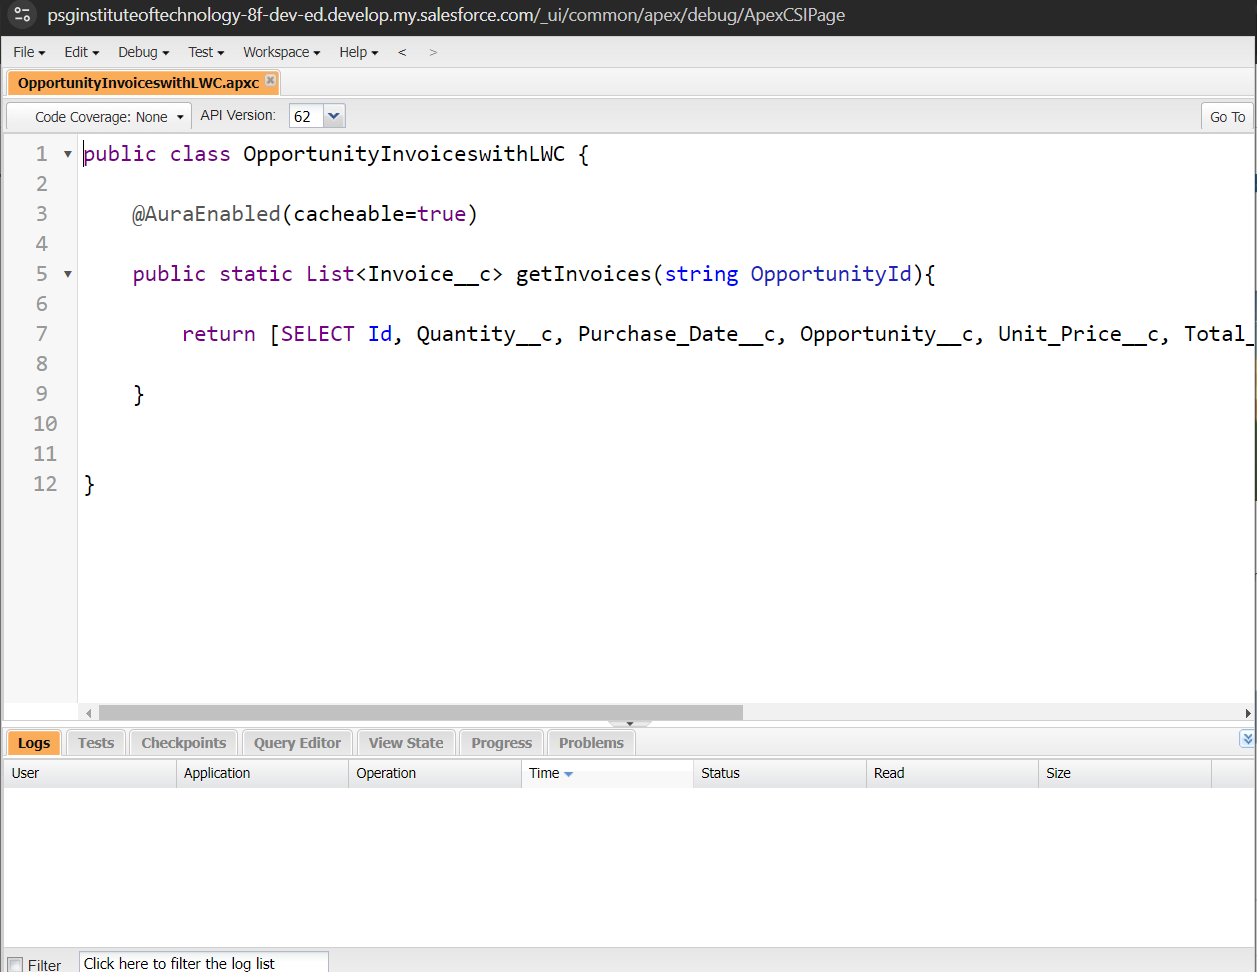 psginstituteoftechnology-8f-dev-ed.develop.my.salesforce.com/_ui/common/apex/debug/ApexCSIPage
File Edit Debug Test Workspace Help < >
OpportunityInvoiceswithLWC.apxc
Code Coverage: None API Version: 62 Go To
1 public class OpportunityInvoiceswithLWC {
2
3 @AuraEnabled(cacheable=true)
4
5 public static List<Invoice__c> getInvoices(string OpportunityId){
6
7 return [SELECT Id, Quantity__c, Purchase_Date__c, Opportunity__c, Unit_Price__c, Total_
8
9 }
10
11
12 }
Logs Tests Checkpoints Query Editor View State Progress Problems
User Application Operation Time Status Read Size
Filter Click here to filter the log list